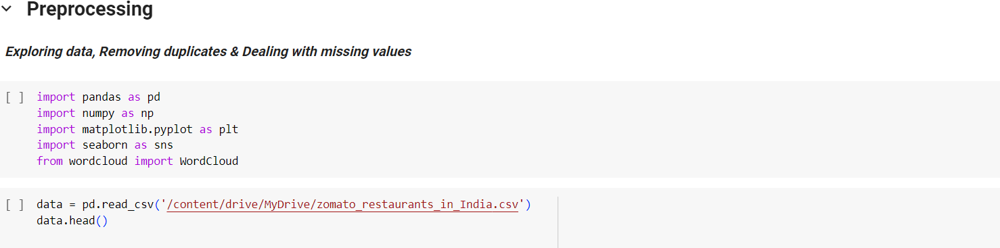 Preprocessing
Exploring data, Removing duplicates & Dealing with missing values
[ ] import pandas as pd
import numpy as np
import matplotlib.pyplot as plt
import seaborn as sns
from wordcloud import WordCloud
[ ] data = pd.read_csv('/content/drive/MyDrive/zomato_restaurants_in_India.csv')
data.head()